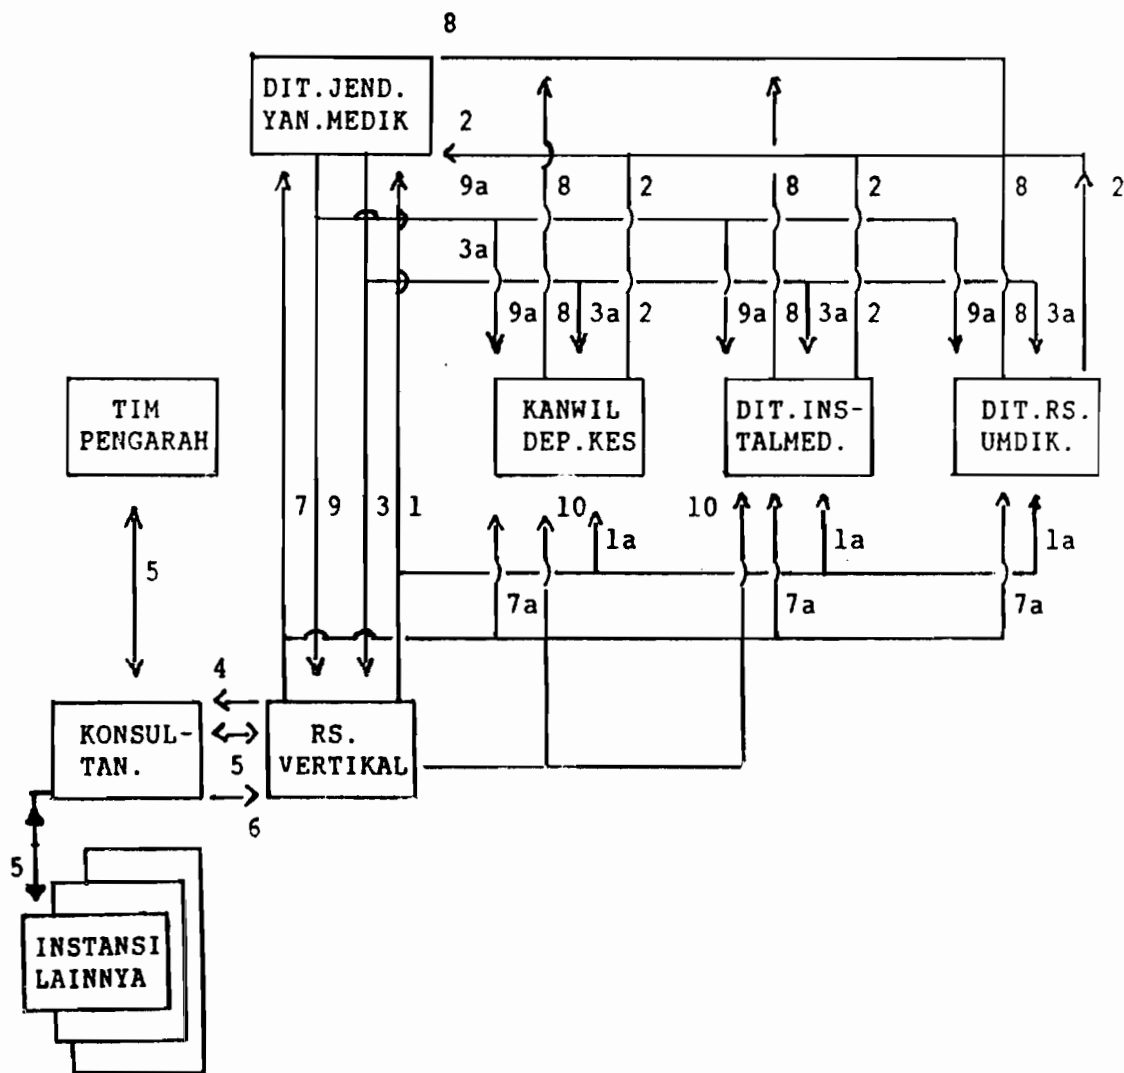 8
DIT.JEND.
YAN.MEDIK
2
9a 8 2 8 2 8 2
3a
9a 8 3a 2 9a 8 3a 2 9a 8 3a
TIM
PENGARAH
KANWIL
DEP.KES
DIT.INS-
TALMED.
DIT.RS.
UMDIK.
7 9 3 1 10 10
1a 1a 1a
5
7a 7a 7a
4
KONSUL-
TAN.
5
RS.
VERTIKAL
6
5
INSTANSI
LAINNYA